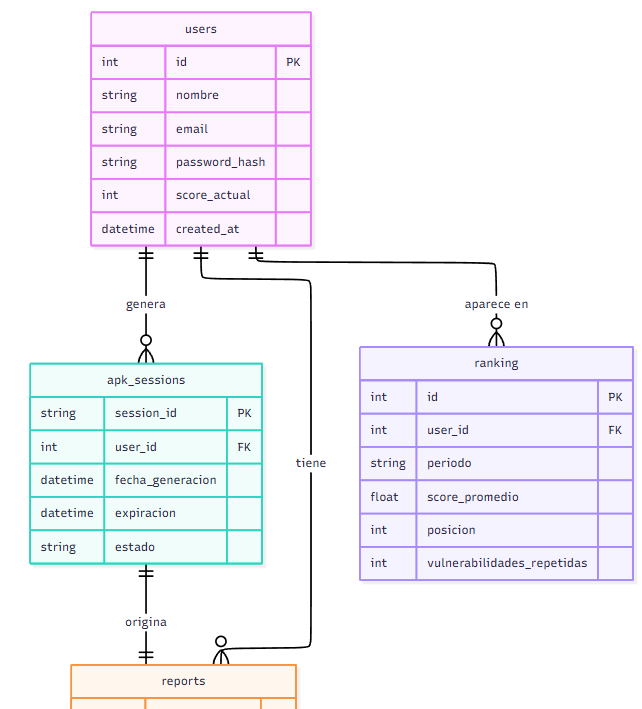 users
int id PK
string nombre
string email
string password_hash
int score_actual
datetime created_at
genera
aparece en
ranking
int id PK
int user_id FK
string periodo
float score_promedio
int posicion
int vulnerabilidades_repetidas
apk_sessions
string session_id PK
int user_id FK
datetime fecha_generacion
datetime expiracion
string estado
tiene
origina
reports